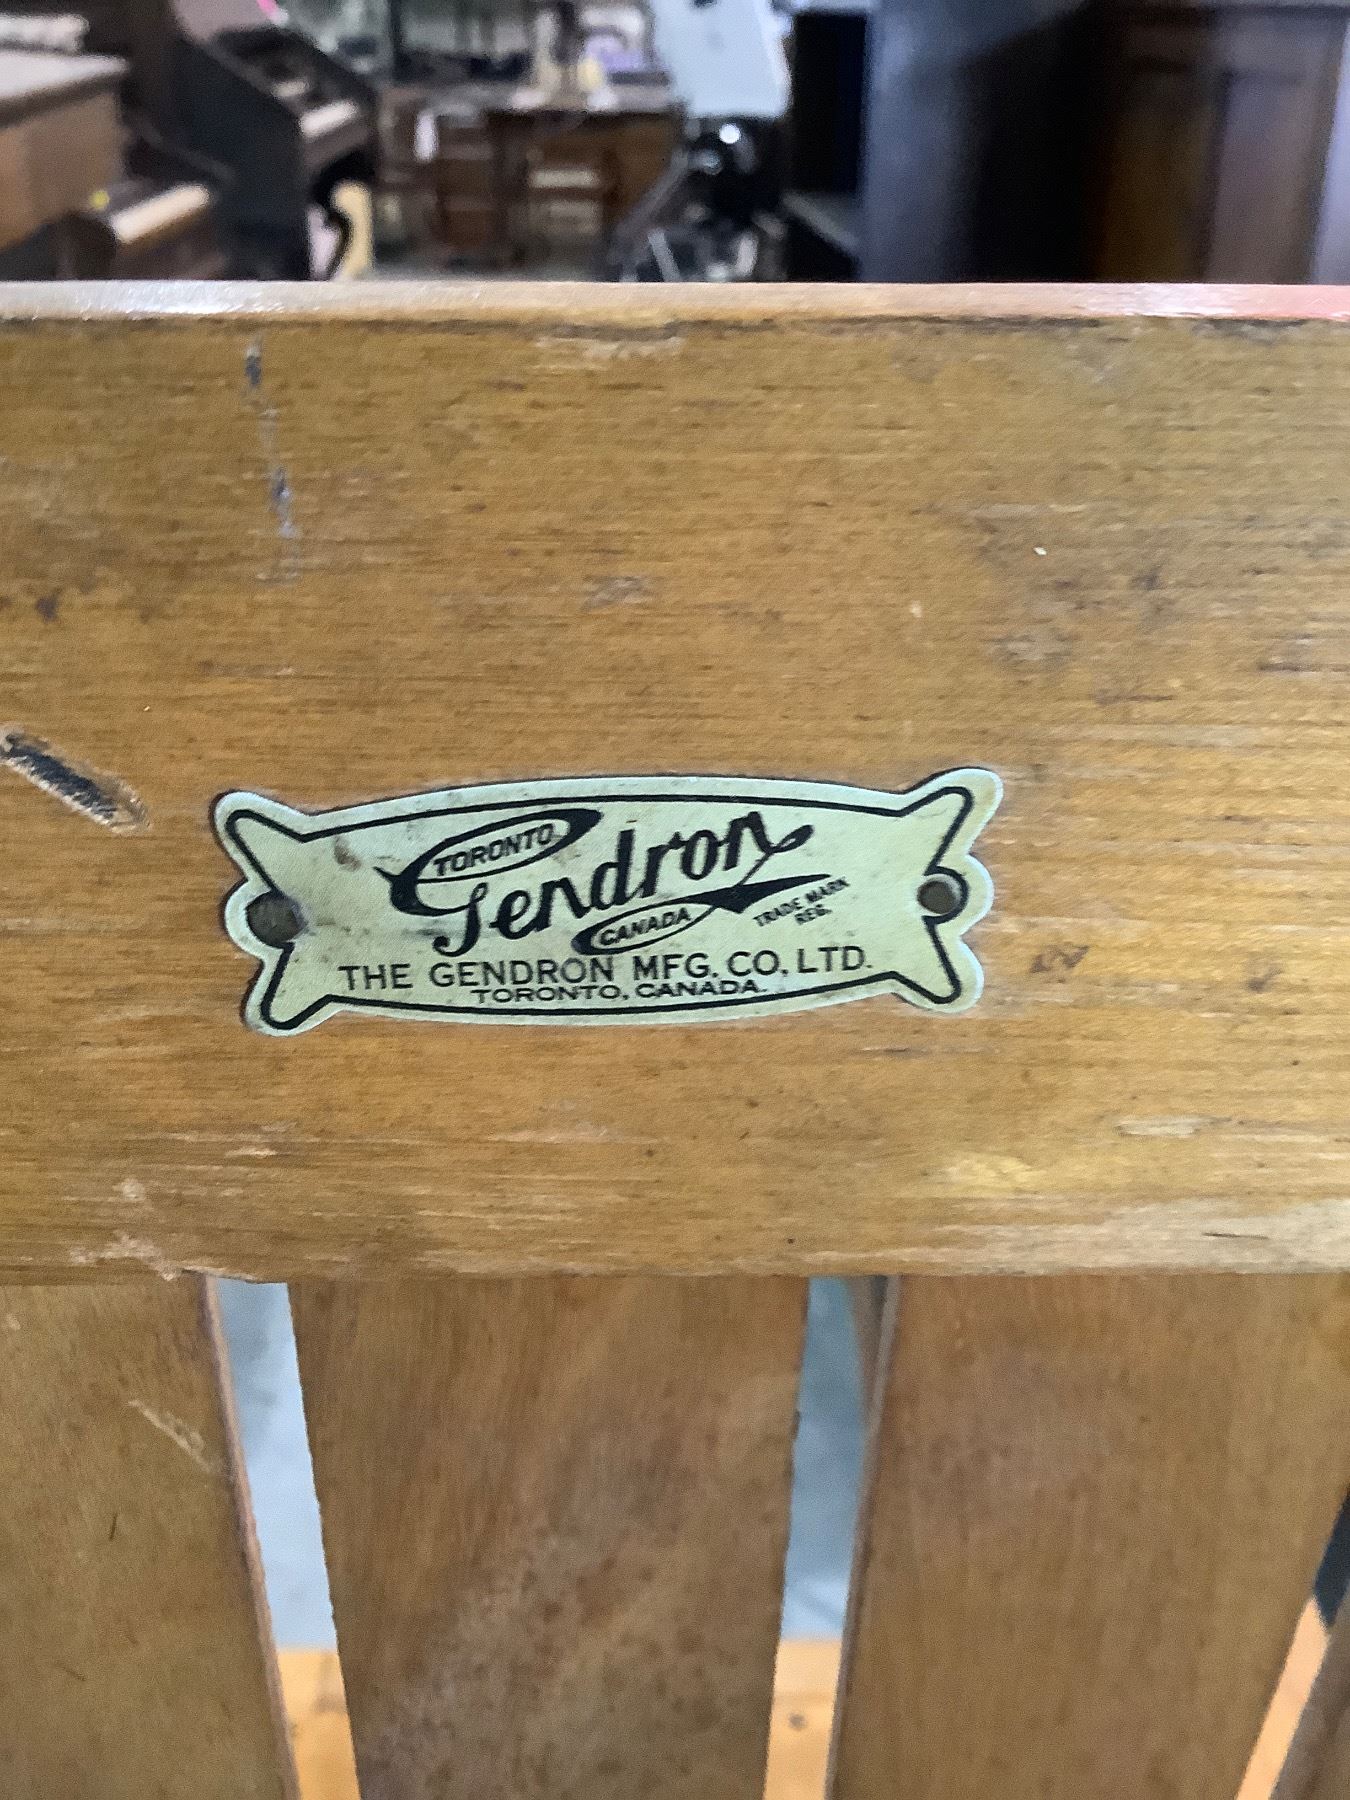 TORONTO
Gendron
CANADA
TRADE MARK
REG.
THE GENDRON MFG. CO. LTD.
TORONTO, CANADA.